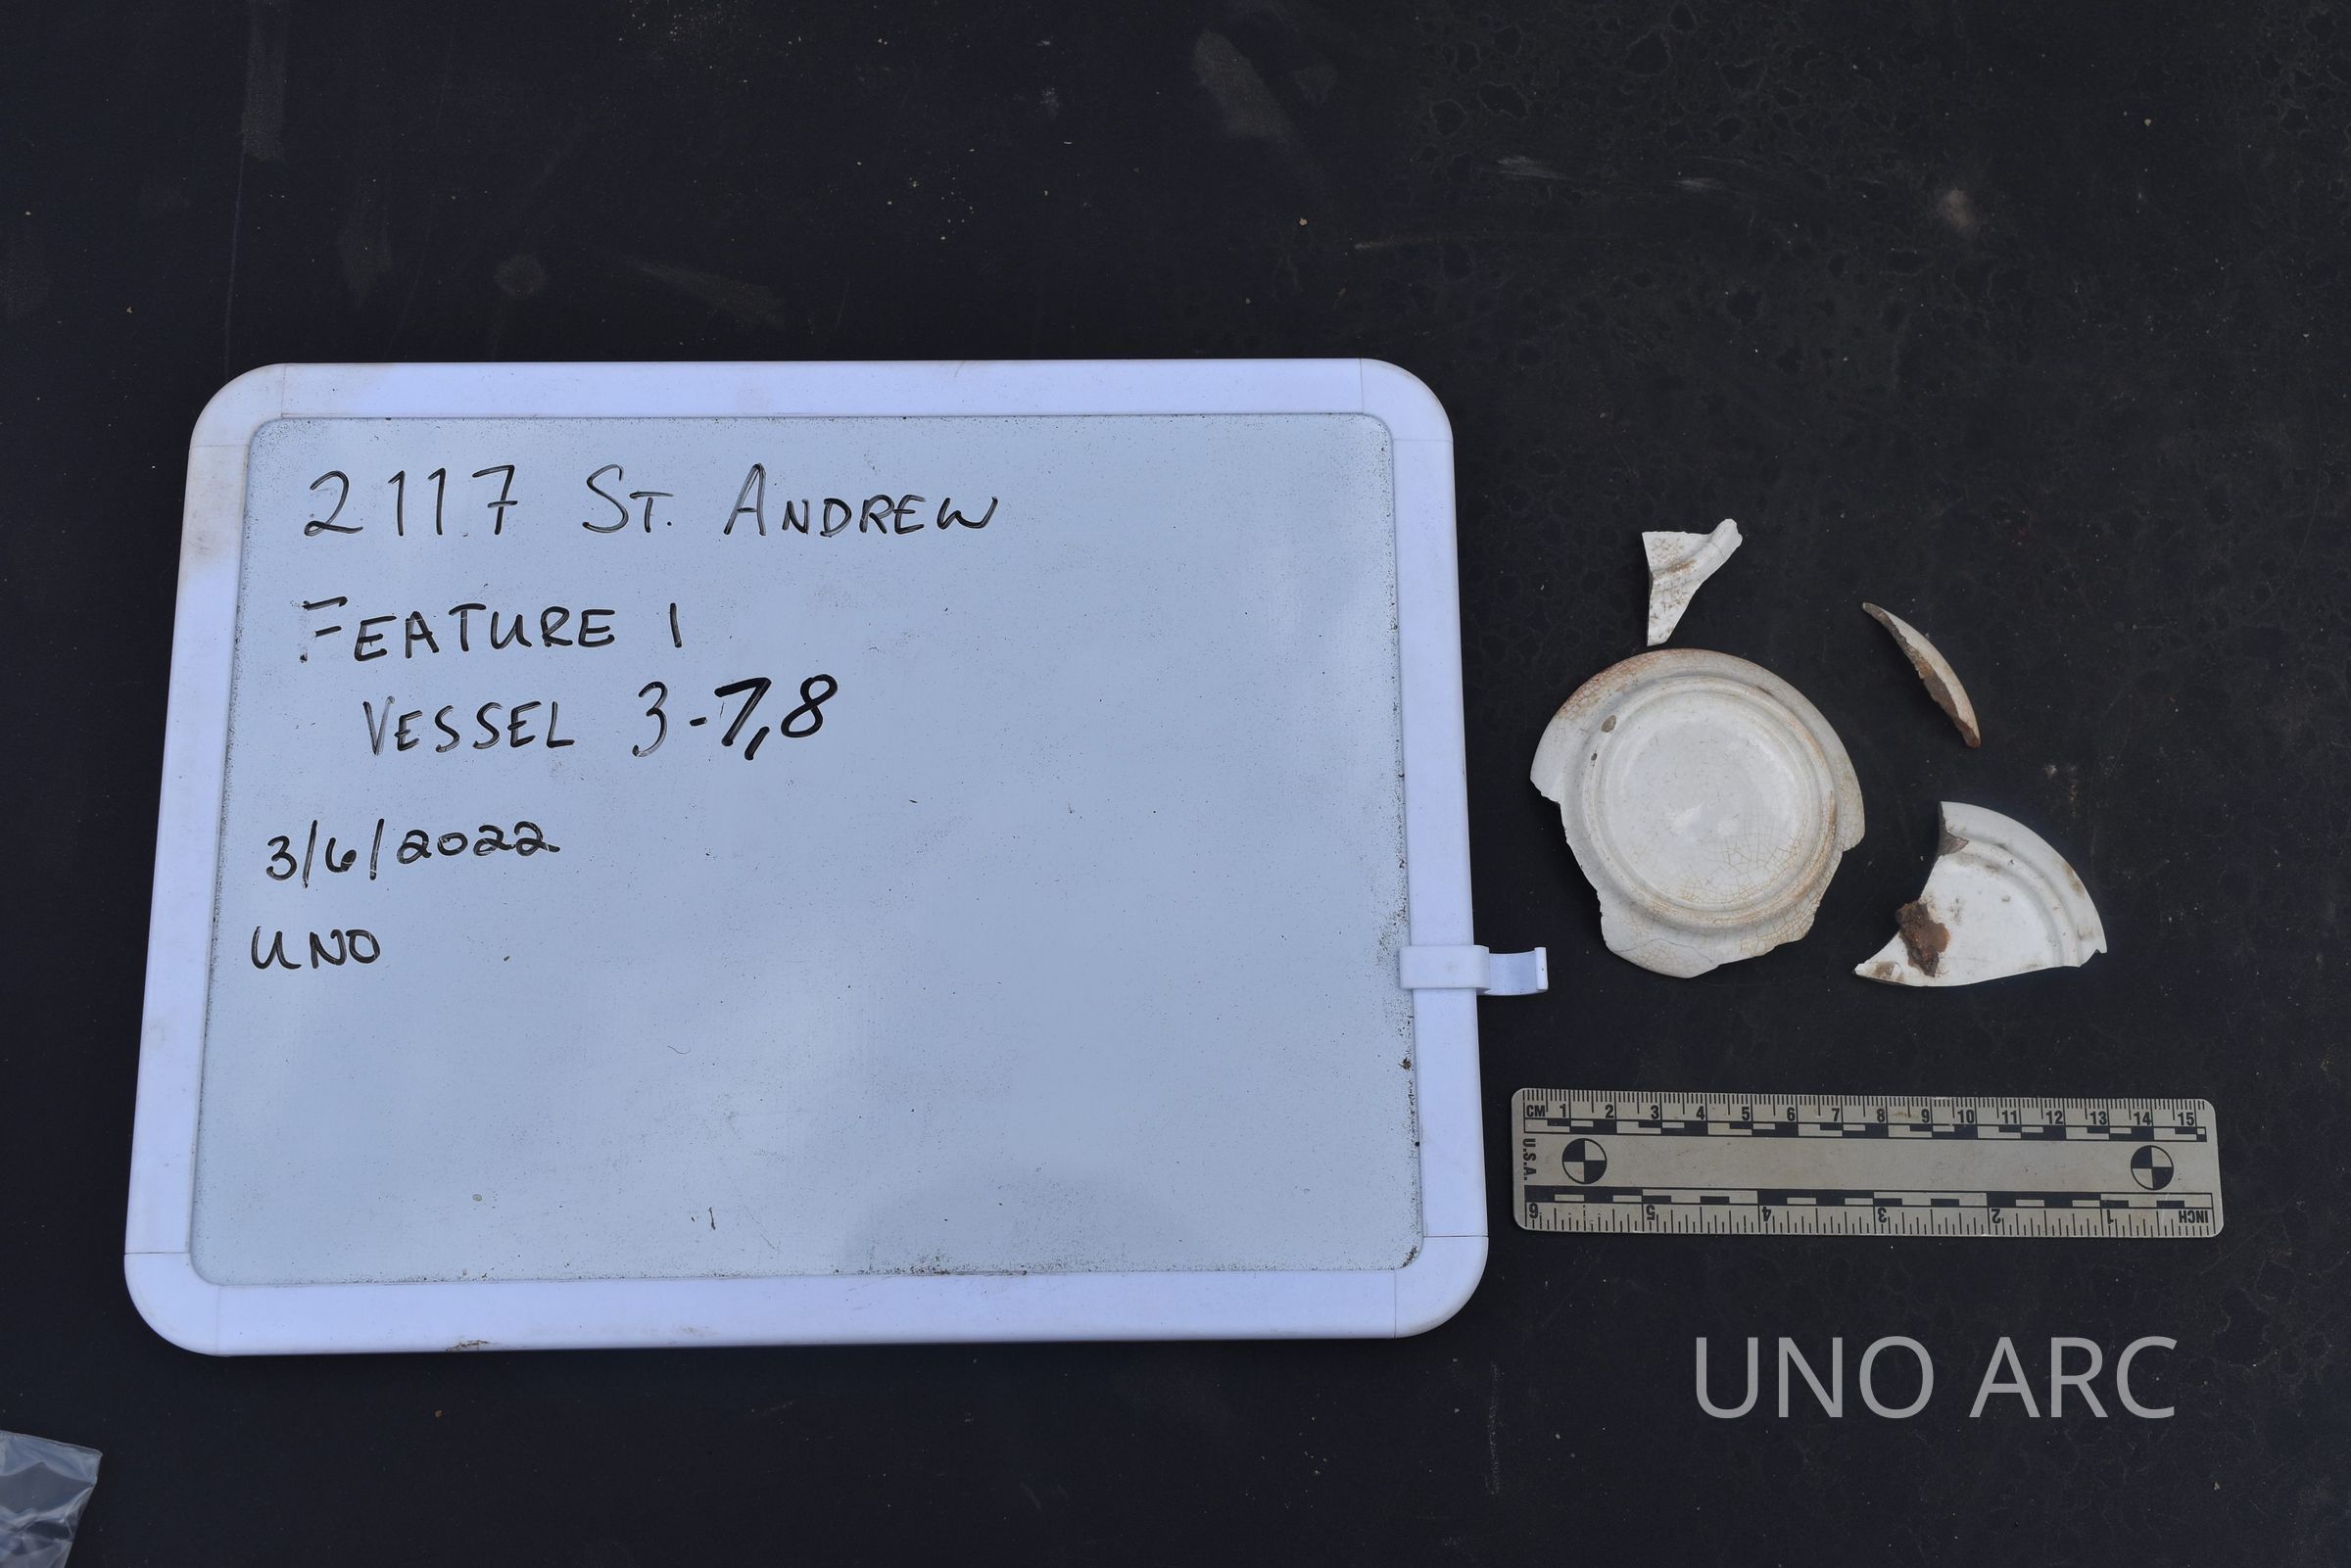 2117 St. Andrew
Feature 1
Vessel 3-7,8
3/6/2022
UNO
CM 1 2 3 4 5 6 7 8 9 10 11 12 13 14 15
U.S.A.
6 5 4 3 2 1 INCH
UNO ARC